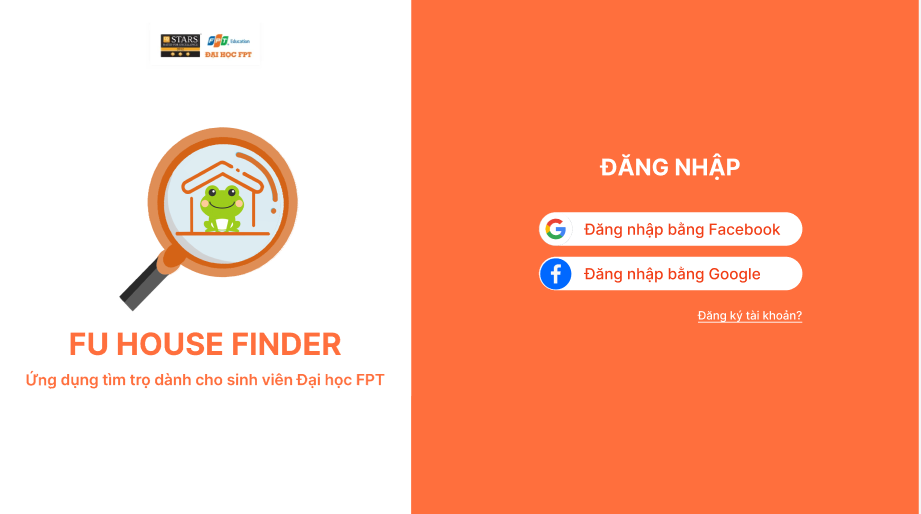 STARS
FPT Education
ĐẠI HỌC FPT
FU HOUSE FINDER
Ứng dụng tìm trọ dành cho sinh viên Đại học FPT
ĐĂNG NHẬP
Đăng nhập bằng Facebook
Đăng nhập bằng Google
Đăng ký tài khoản?